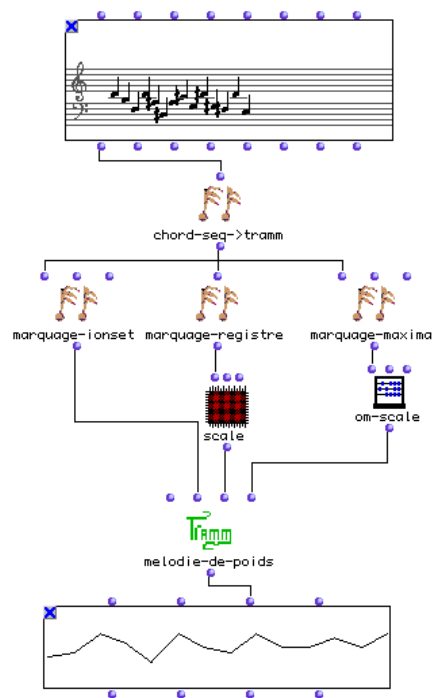 chord-seq->tramm
marquage-ionset marquage-registre marquage-maxima
scale
om-scale
Tramm
melodie-de-poids